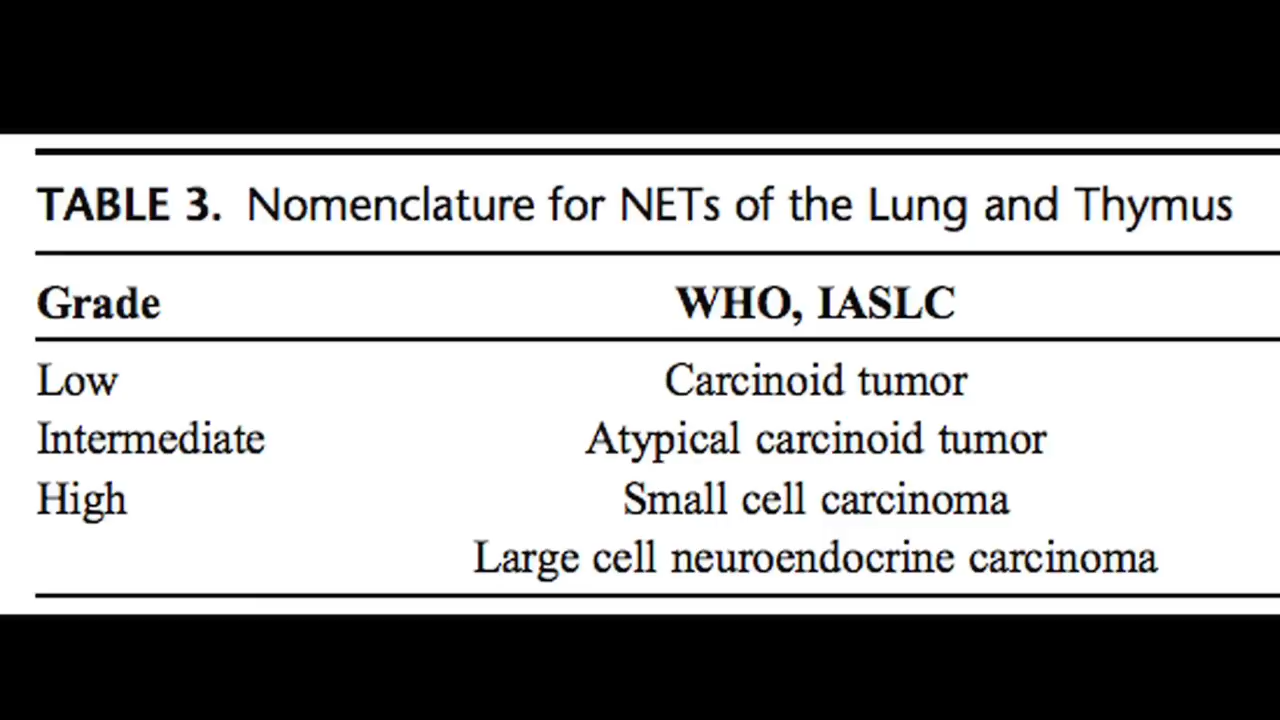 TABLE 3. Nomenclature for NETs of the Lung and Thymus
Grade WHO, IASLC
Low Carcinoid tumor
Intermediate Atypical carcinoid tumor
High Small cell carcinoma
Large cell neuroendocrine carcinoma